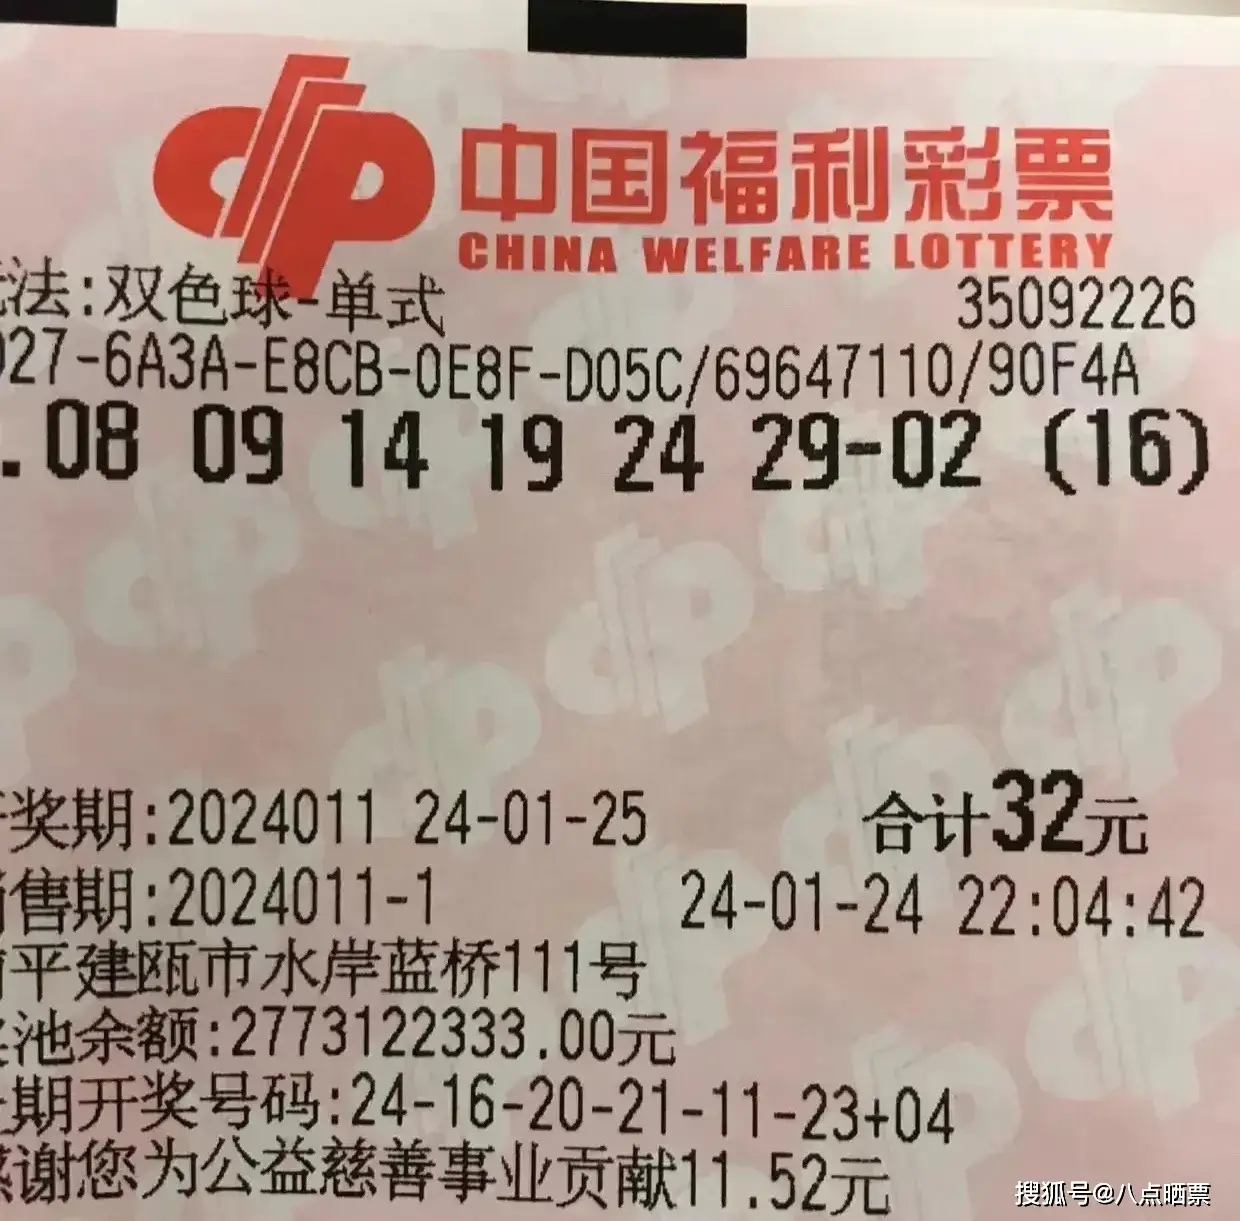 中国福利彩票
CHINA WELFARE LOTTERY
法:双色球-单式 35092226
27-6A3A-E8CB-0E8F-D05C/69647110/90F4A
.08 09 14 19 24 29-02 (16)
奖期:2024011 24-01-25 合计32元
售期:2024011-1 24-01-24 22:04:42
平建瓯市水岸蓝桥111号
池余额:2773122333.00元
期开奖号码:24-16-20-21-11-23+04
谢您为公益慈善事业贡献11.52元
搜狐号@八点晒票